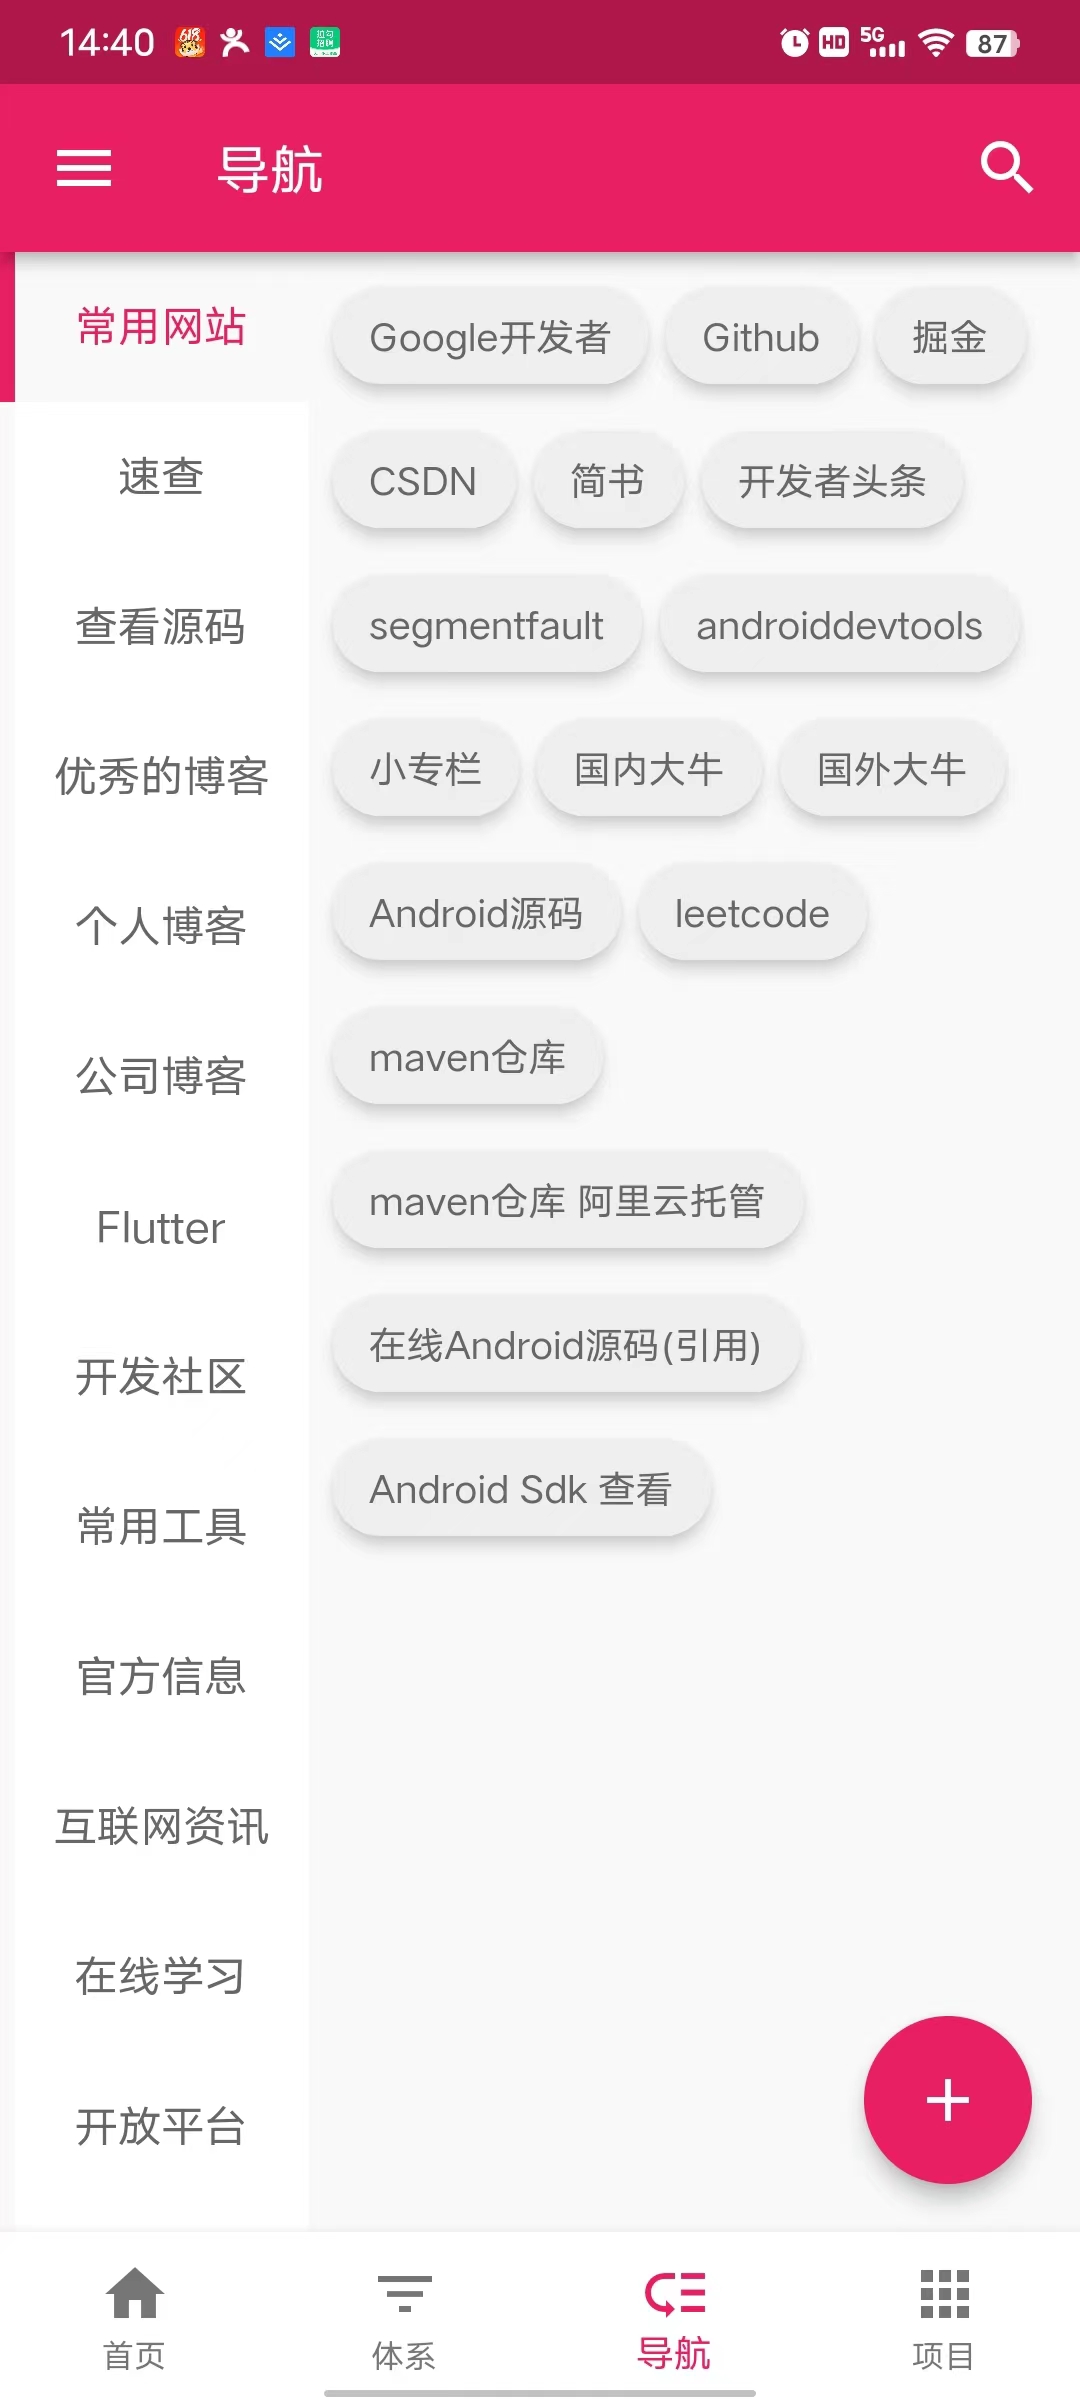 14:40 618 拉勾招聘 HD 5G 87
导航
常用网站
速查
查看源码
优秀的博客
个人博客
公司博客
Flutter
开发社区
常用工具
官方信息
互联网资讯
在线学习
开放平台
Google开发者 Github 掘金
CSDN 简书 开发者头条
segmentfault androiddevtools
小专栏 国内大牛 国外大牛
Android源码 leetcode
maven仓库
maven仓库 阿里云托管
在线Android源码(引用)
Android Sdk 查看
首页 体系 导航 项目